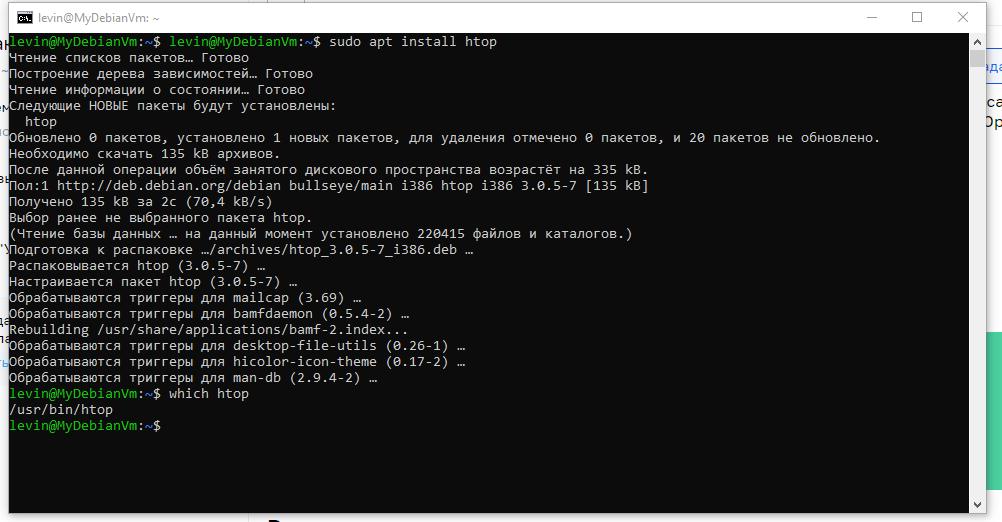 levin@MyDebianVm: ~
levin@MyDebianVm:~$ levin@MyDebianVm:~$ sudo apt install htop
Чтение списков пакетов… Готово
Построение дерева зависимостей… Готово
Чтение информации о состоянии… Готово
Следующие НОВЫЕ пакеты будут установлены:
  htop
Обновлено 0 пакетов, установлено 1 новых пакетов, для удаления отмечено 0 пакетов, и 20 пакетов не обновлено.
Необходимо скачать 135 kB архивов.
После данной операции объём занятого дискового пространства возрастёт на 335 kB.
Пол:1 http://deb.debian.org/debian bullseye/main i386 htop i386 3.0.5-7 [135 kB]
Получено 135 kB за 2с (70,4 kB/s)
Выбор ранее не выбранного пакета htop.
(Чтение базы данных … на данный момент установлено 220415 файлов и каталогов.)
Подготовка к распаковке …/archives/htop_3.0.5-7_i386.deb …
Распаковывается htop (3.0.5-7) …
Настраивается пакет htop (3.0.5-7) …
Обрабатываются триггеры для mailcap (3.69) …
Обрабатываются триггеры для bamfdaemon (0.5.4-2) …
Rebuilding /usr/share/applications/bamf-2.index...
Обрабатываются триггеры для desktop-file-utils (0.26-1) …
Обрабатываются триггеры для hicolor-icon-theme (0.17-2) …
Обрабатываются триггеры для man-db (2.9.4-2) …
levin@MyDebianVm:~$ which htop
/usr/bin/htop
levin@MyDebianVm:~$